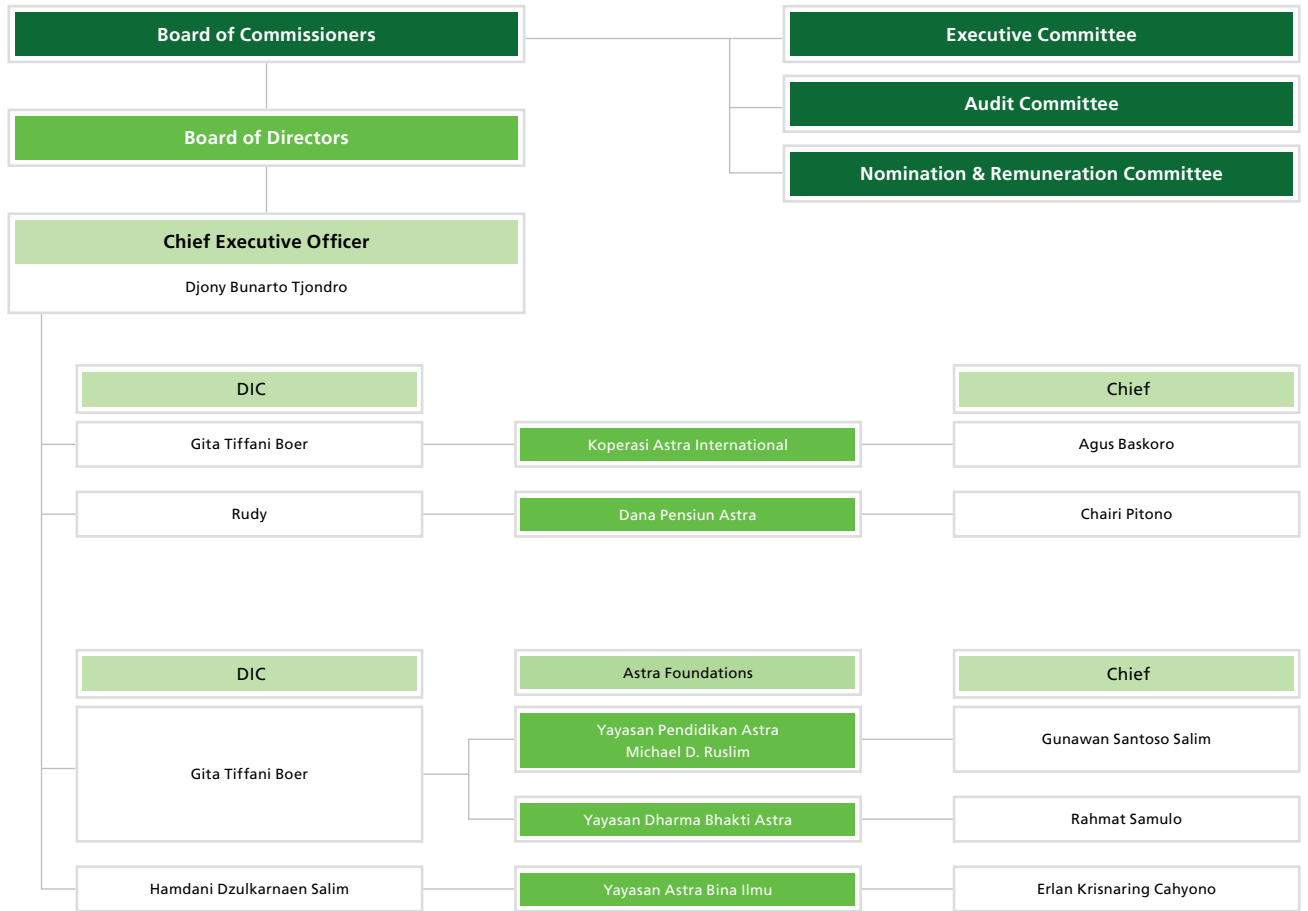 Board of Commissioners
Executive Committee
Audit Committee
Board of Directors
Nomination & Remuneration Committee
Chief Executive Officer
Djony Bunarto Tjondro
DIC
Chief
Gita Tiffani Boer
Koperasi Astra International
Agus Baskoro
Rudy
Dana Pensiun Astra
Chairi Pitono
DIC
Astra Foundations
Chief
Gita Tiffani Boer
Yayasan Pendidikan Astra
Michael D. Ruslim
Gunawan Santoso Salim
Yayasan Dharma Bhakti Astra
Rahmat Samulo
Hamdani Dzulkarnaen Salim
Yayasan Astra Bina Ilmu
Erlan Krisnaring Cahyono